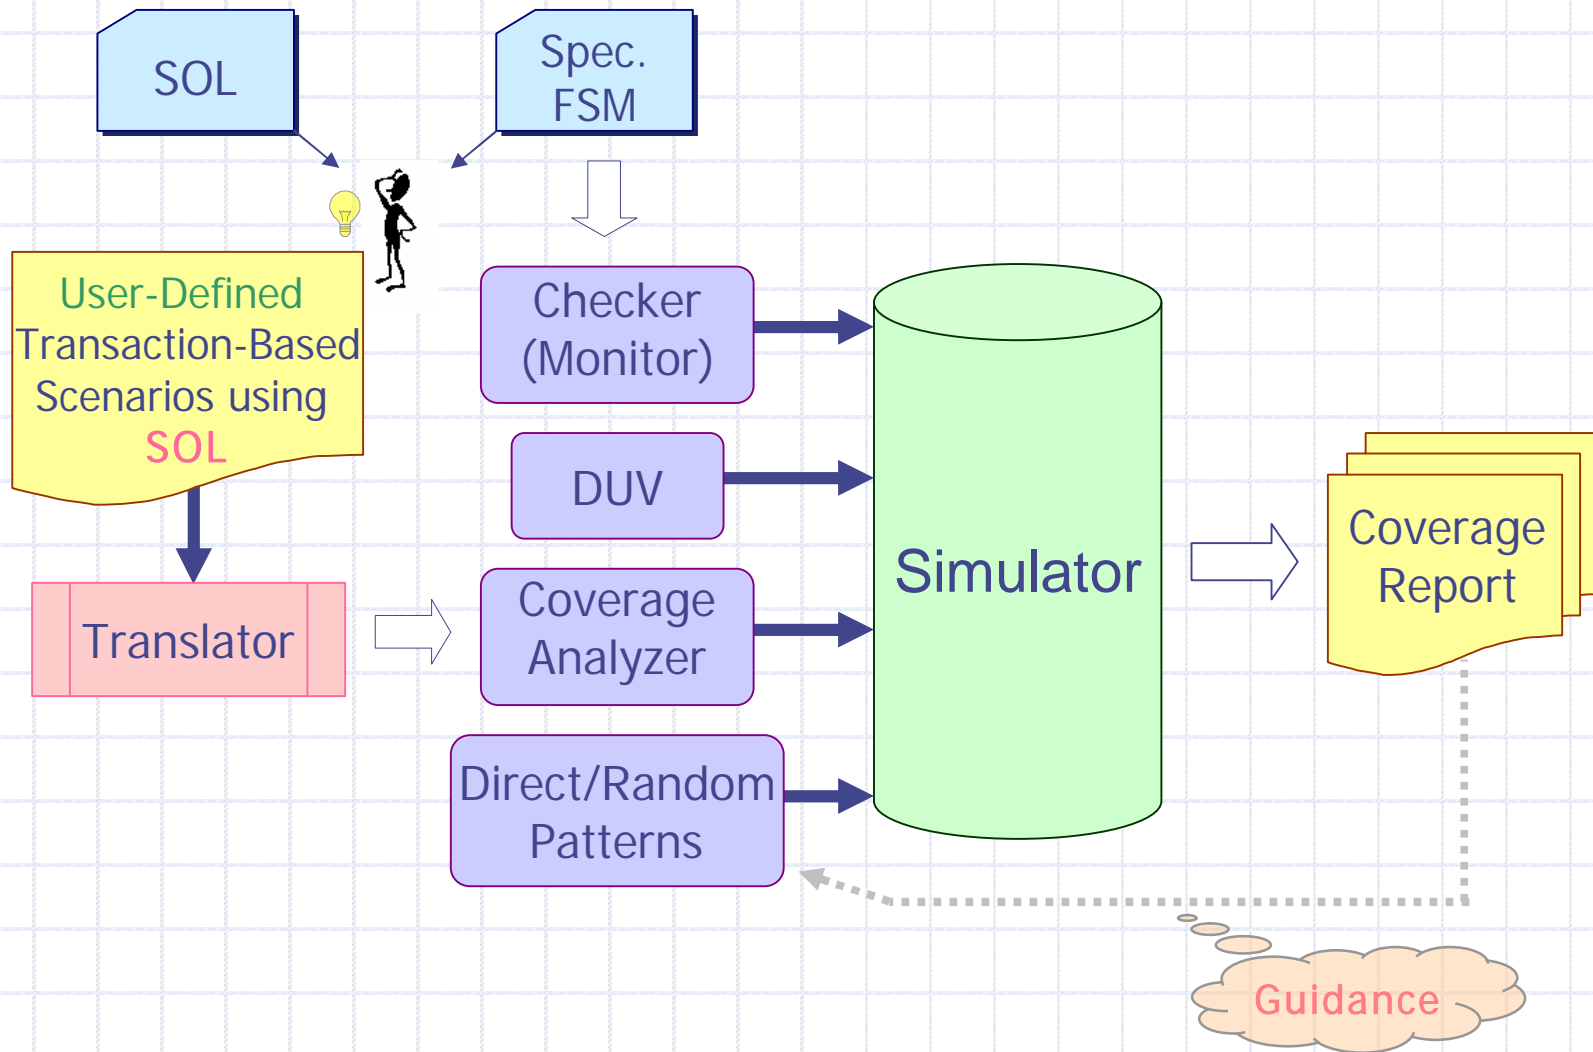 SOL
Spec.
FSM
User-Defined
Transaction-Based
Scenarios using
SOL
Translator
Checker
(Monitor)
DUV
Coverage
Analyzer
Direct/Random
Patterns
Simulator
Coverage
Report
Guidance